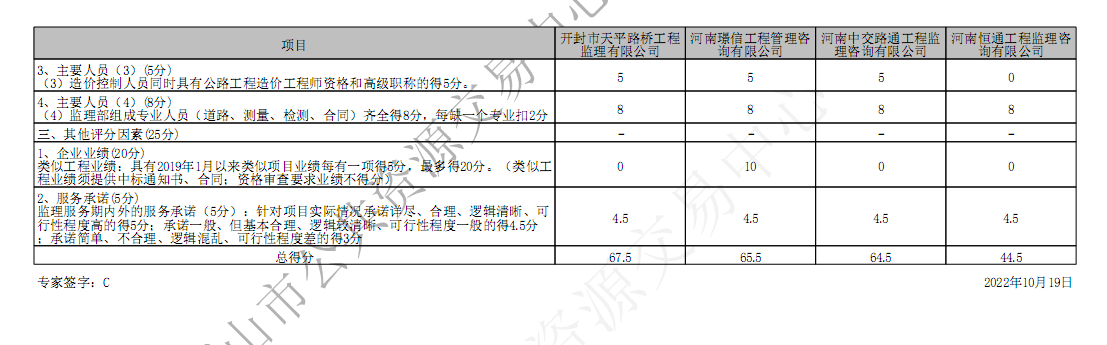 项目 开封市天平路桥工程监理有限公司 河南璟信工程管理咨询有限公司 河南中交路通工程监理咨询有限公司 河南恒通工程监理咨询有限公司
3、主要人员（3）(5分)
（3）造价控制人员同时具有公路工程造价工程师资格和高级职称的得5分。 5 5 5 0
4、主要人员（4）(8分)
（4）监理部组成专业人员（道路、测量、检测、合同）齐全得8分，每缺一个专业扣2分 8 8 8 8
三、其他评分因素(25分) — — — —
1、企业业绩(20分)
类似工程业绩：具有2019年1月以来类似项目业绩每有一项得5分，最多得20分。（类似
工程业绩须提供中标通知书、合同；资格审查要求业绩不得分） 0 10 0 0
2、服务承诺(5分)
监理服务期内外的服务承诺（5分）：针对项目实际情况承诺详尽、合理、逻辑清晰、可
行性程度高的得5分；承诺一般、但基本合理、逻辑较清晰、可行性程度一般的得4.5分
；承诺简单、不合理、逻辑混乱、可行性程度差的得3分 4.5 4.5 4.5 4.5
总得分 67.5 65.5 64.5 44.5
专家签字：C 2022年10月19日
山市公共资源交易中心
资源交易中心